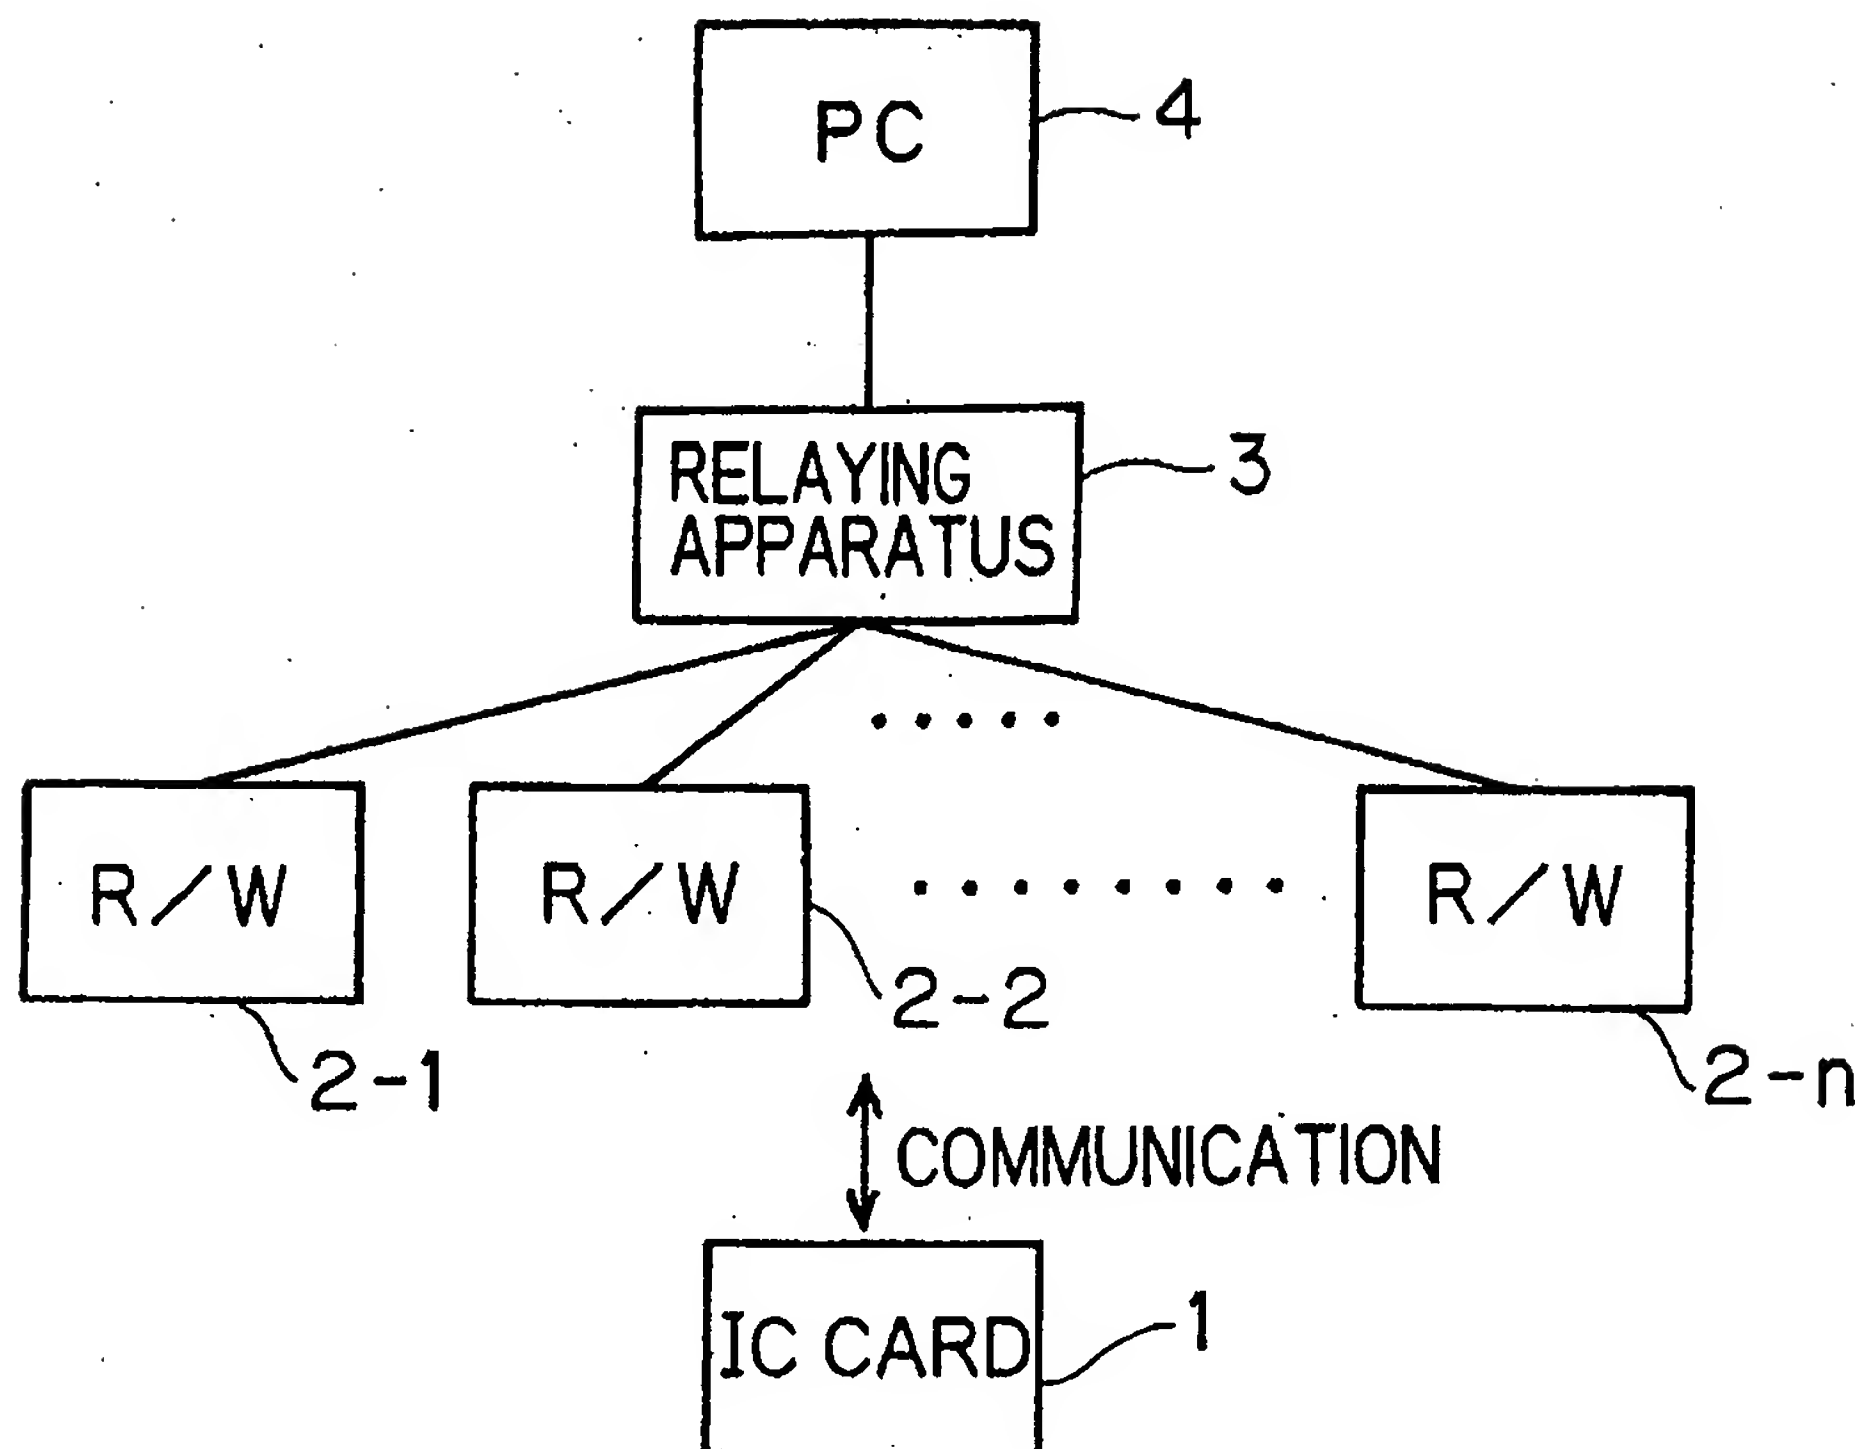 PC
4
RELAYING
APPARATUS
3
R/W
R/W
R/W
2-1
2-2
2-n
COMMUNICATION
IC CARD
1